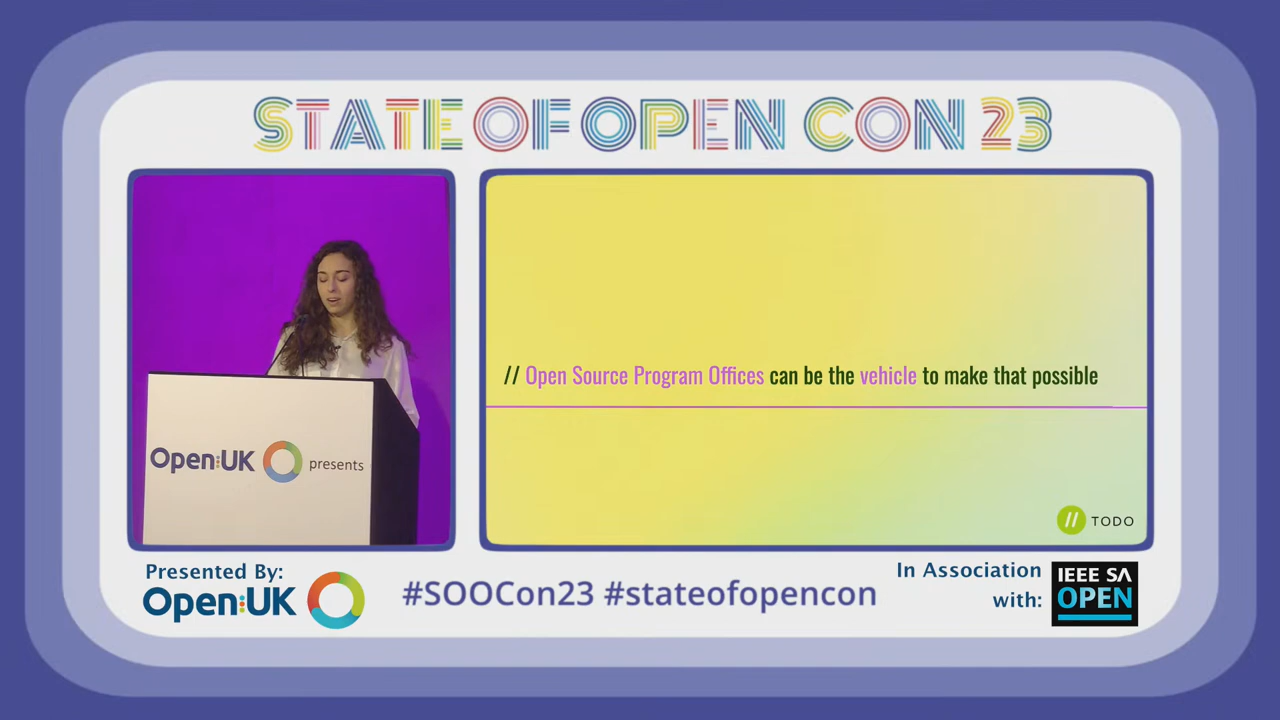 STATE OF OPEN CON 23
// Open Source Program Offices can be the vehicle to make that possible
// TODO
Open:UK presents
Presented By:
Open:UK
#SOOCon23 #stateofopencon
In Association
with:
IEEE SA
OPEN